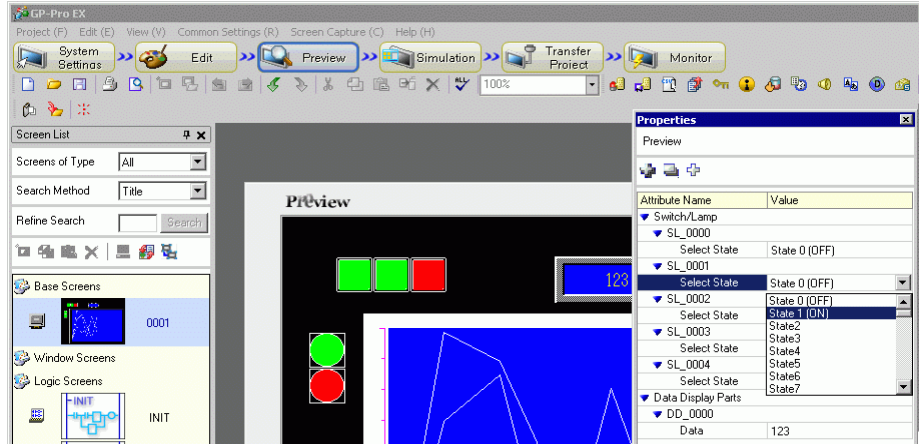 GP-Pro EX
Project (F) Edit (E) View (V) Common Settings (R) Screen Capture (C) Help (H)
System Settings
Edit
Preview
Simulation
Transfer Project
Monitor
100%
Screen List
Screens of Type All
Search Method Title
Refine Search Search
Base Screens
0001
Window Screens
Logic Screens
INIT
INIT
Preview
123
Properties
Preview
Attribute Name Value
Switch/Lamp
SL_0000
Select State State 0 (OFF)
SL_0001
Select State State 0 (OFF)
SL_0002
Select State
SL_0003
Select State
SL_0004
Select State
State 0 (OFF)
State 1 (ON)
State2
State3
State4
State5
State6
State7
Data Display Parts
DD_0000
Data 123